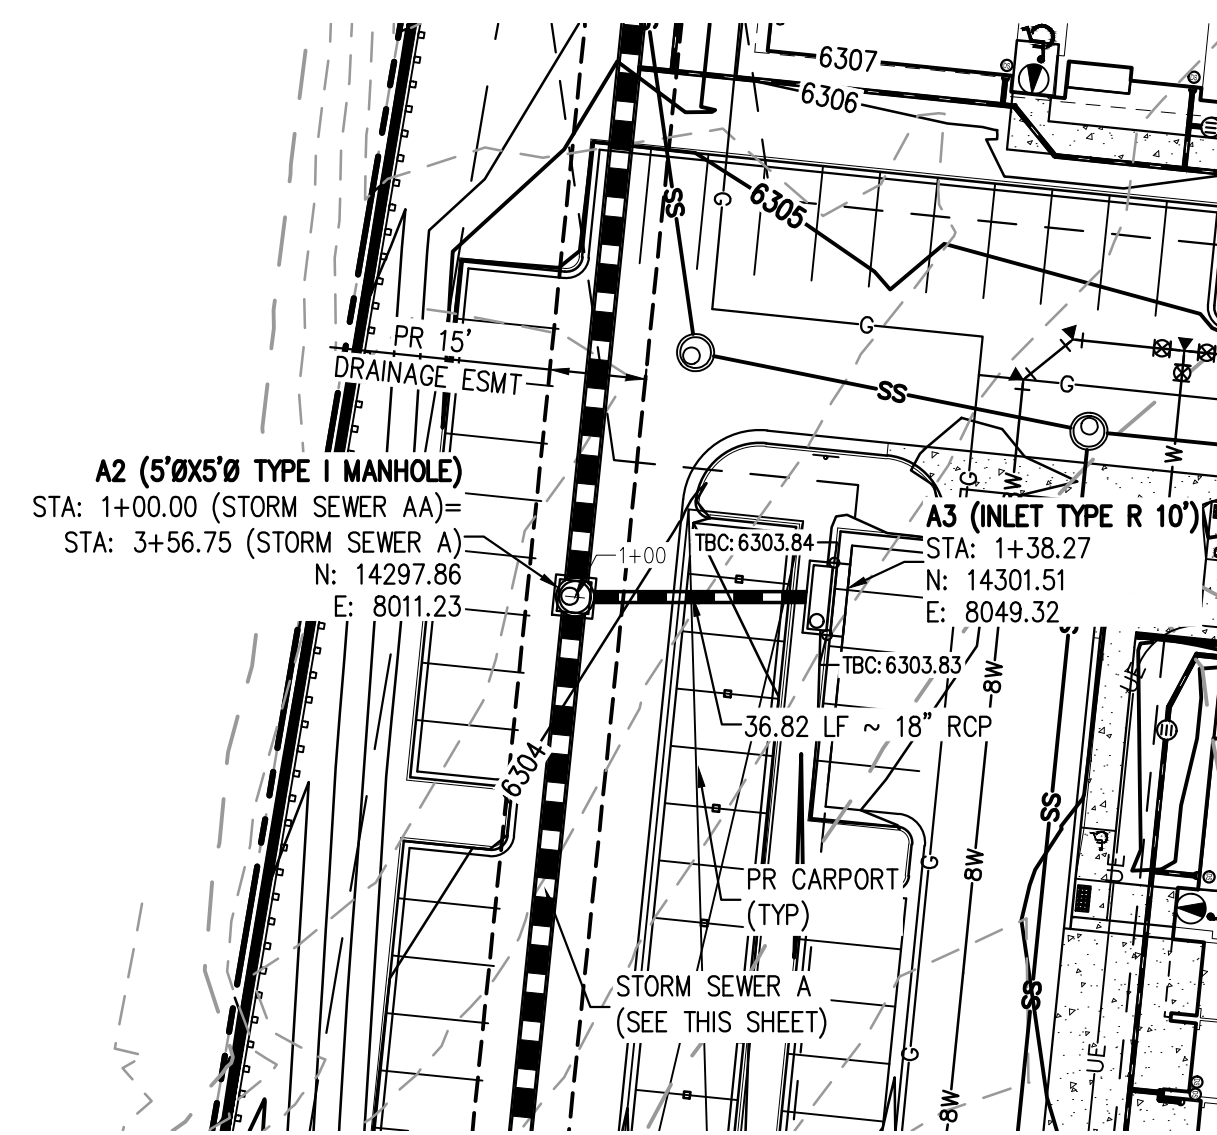 6307
6306
6305
SS
G
PR 15'
DRAINAGE ESMT
G
G
SS
W
G
8W
A2 (5'ØX5'Ø TYPE I MANHOLE)
STA: 1+00.00 (STORM SEWER AA)=
STA: 3+56.75 (STORM SEWER A)
N: 14297.86
E: 8011.23
1+00
TBC: 6303.84
A3 (INLET TYPE R 10')
STA: 1+38.27
N: 14301.51
E: 8049.32
TBC: 6303.83
8W
UE
36.82 LF ~ 18" RCP
6304
SS
G
8W
UE
PR CARPORT
(TYP)
STORM SEWER A
(SEE THIS SHEET)
SS
G
UE
8W